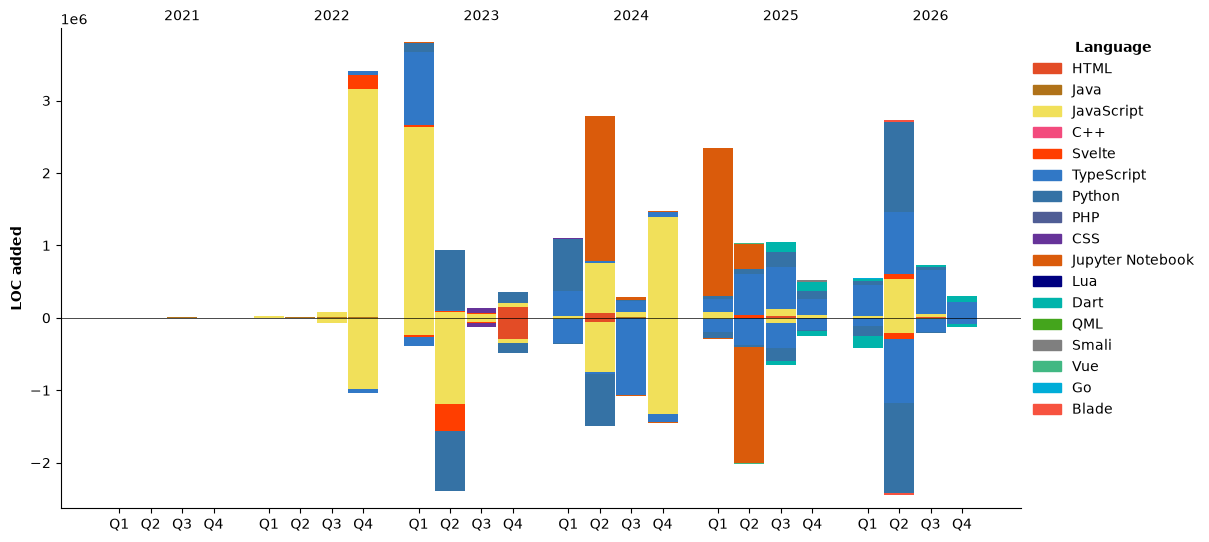 1e6
2021 2022 2023 2024 2025 2026
LOC added
3
2
1
0
−1
−2
Q1 Q2 Q3 Q4 Q1 Q2 Q3 Q4 Q1 Q2 Q3 Q4 Q1 Q2 Q3 Q4 Q1 Q2 Q3 Q4 Q1 Q2 Q3 Q4
Language
HTML
Java
JavaScript
C++
Svelte
TypeScript
Python
PHP
CSS
Jupyter Notebook
Lua
Dart
QML
Smali
Vue
Go
Blade